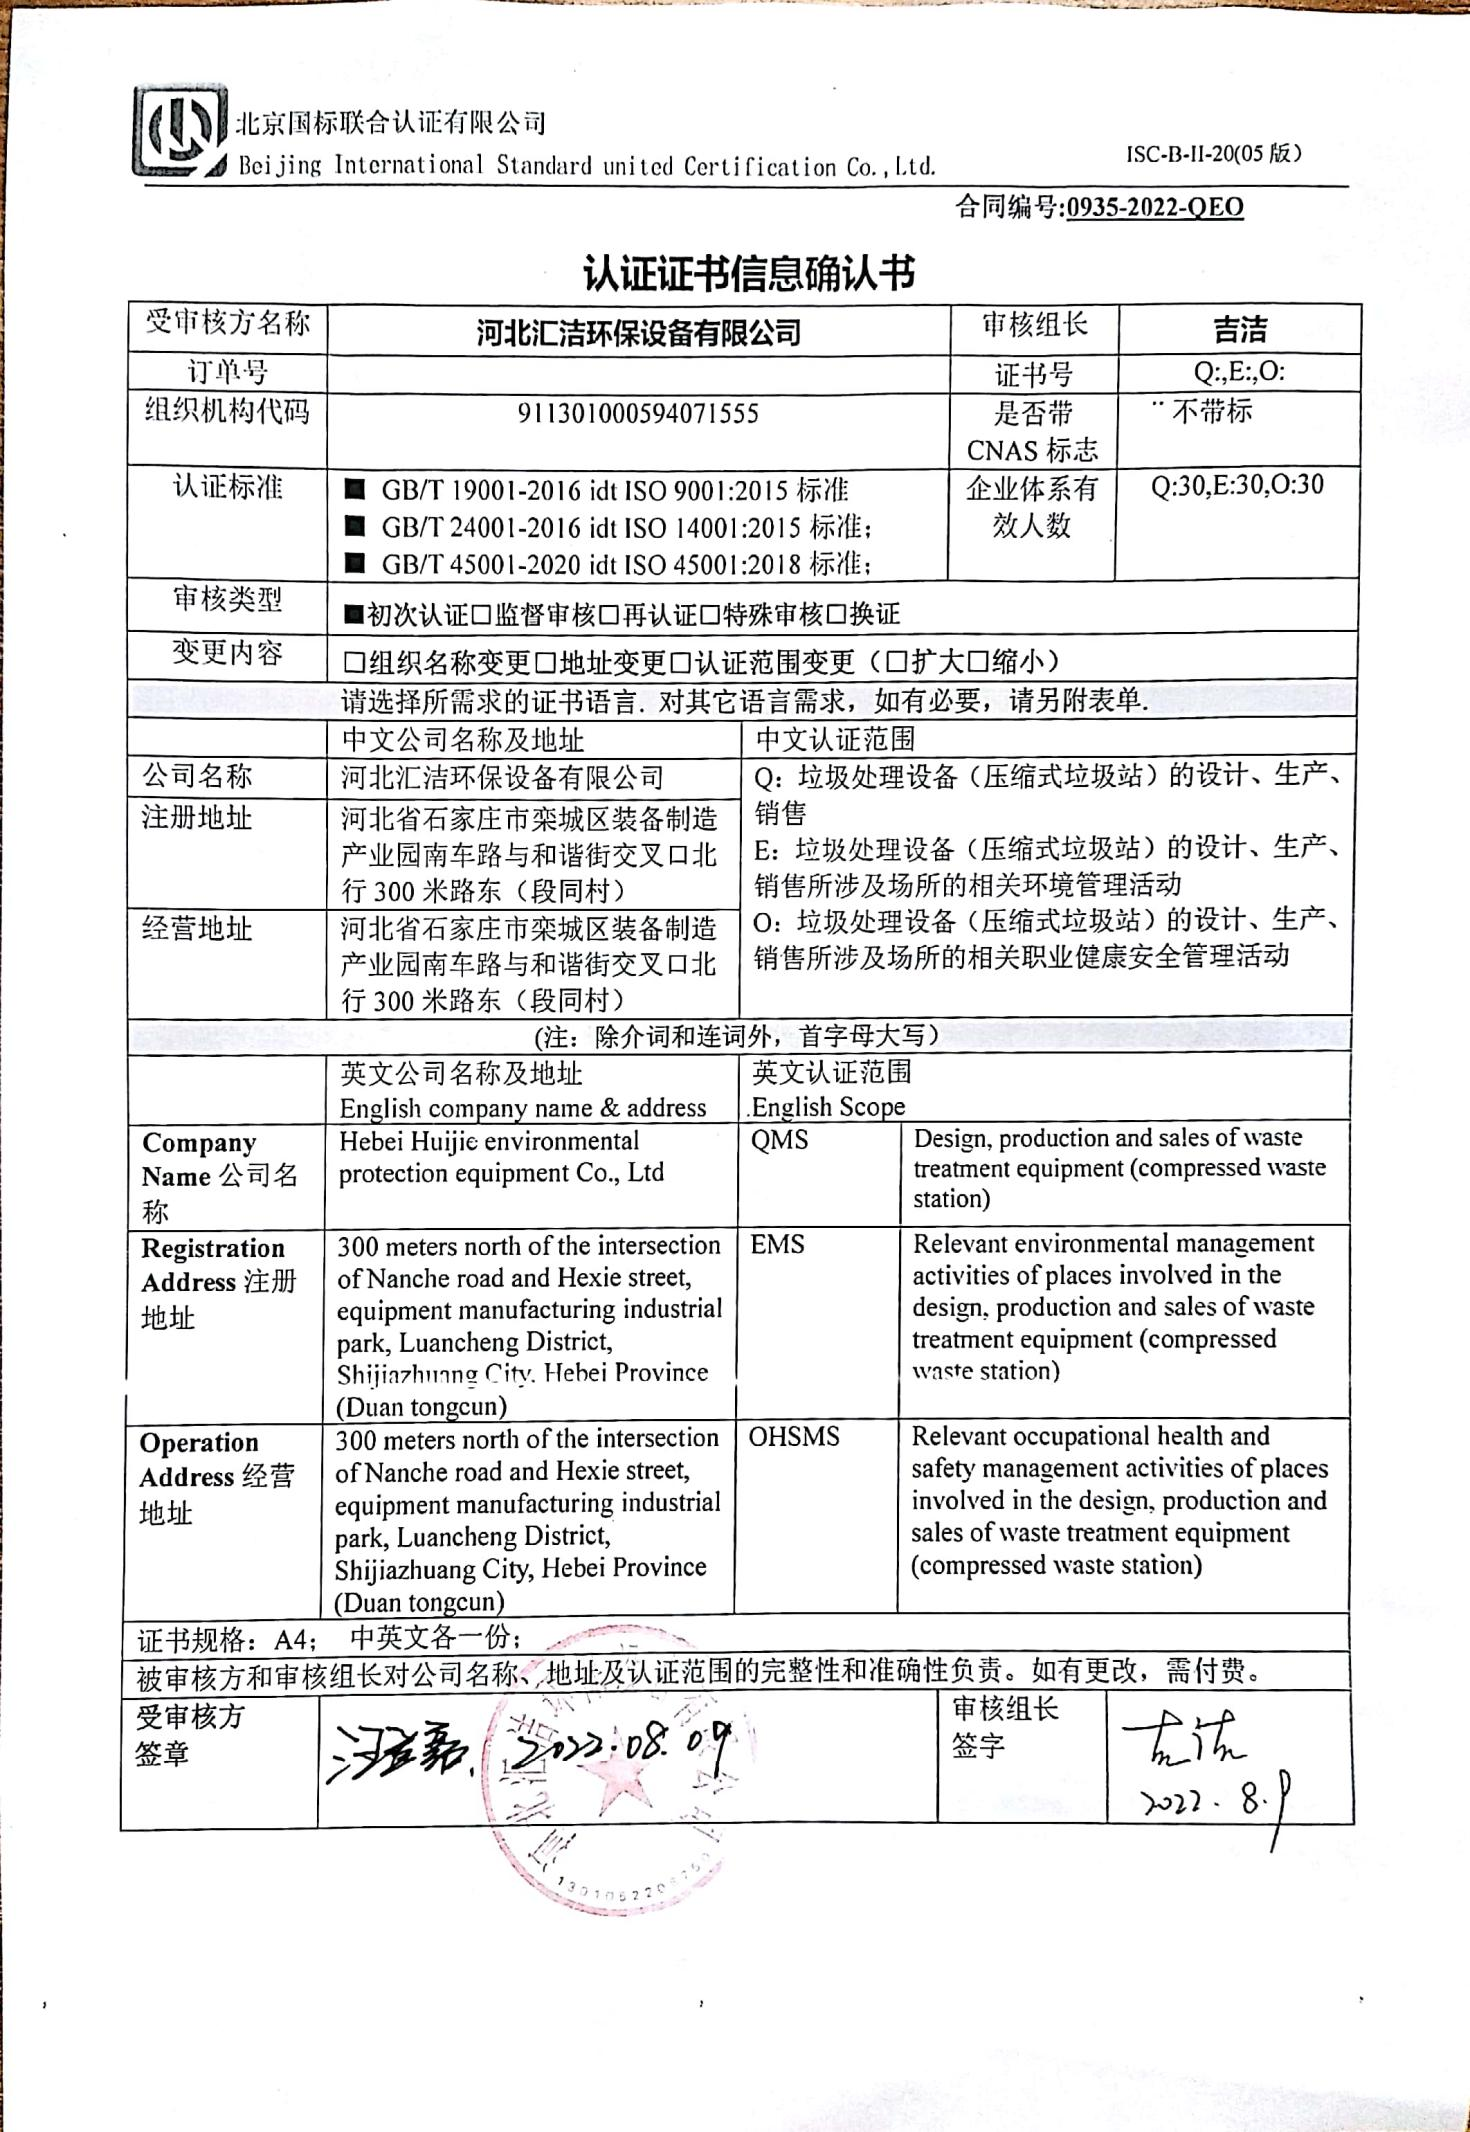 北京国标联合认证有限公司
Beijing International Standard united Certification Co.,Ltd.
ISC-B-II-20(05 版）
合同编号:0935-2022-QEO
认证证书信息确认书
受审核方名称 河北汇洁环保设备有限公司 审核组长 吉洁
订单号 证书号 Q:,E:,O:
组织机构代码 911301000594071555 是否带 ¨ 不带标
CNAS 标志
认证标准 ■ GB/T 19001-2016 idt ISO 9001:2015 标准 企业体系有 Q:30,E:30,O:30
■ GB/T 24001-2016 idt ISO 14001:2015 标准； 效人数
■ GB/T 45001-2020 idt ISO 45001:2018 标准；
审核类型 ■初次认证□监督审核□再认证□特殊审核□换证
变更内容 □组织名称变更□地址变更□认证范围变更（□扩大□缩小）
请选择所需求的证书语言. 对其它语言需求，如有必要，请另附表单.
中文公司名称及地址 中文认证范围
公司名称 河北汇洁环保设备有限公司
注册地址 河北省石家庄市栾城区装备制造
产业园南车路与和谐街交叉口北
行 300 米路东（段同村）
经营地址 河北省石家庄市栾城区装备制造
产业园南车路与和谐街交叉口北
行 300 米路东（段同村）
Q：垃圾处理设备（压缩式垃圾站）的设计、生产、
销售
E：垃圾处理设备（压缩式垃圾站）的设计、生产、
销售所涉及场所的相关环境管理活动
O：垃圾处理设备（压缩式垃圾站）的设计、生产、
销售所涉及场所的相关职业健康安全管理活动
(注：除介词和连词外，首字母大写）
英文公司名称及地址 英文认证范围
English company name & address .English Scope
Company
Name 公司名
称
Hebei Huijie environmental
protection equipment Co., Ltd
QMS
Design, production and sales of waste
treatment equipment (compressed waste
station)
Registration
Address 注册
地址
300 meters north of the intersection
of Nanche road and Hexie street,
equipment manufacturing industrial
park, Luancheng District,
Shijiazhuang City, Hebei Province
(Duan tongcun)
EMS
Relevant environmental management
activities of places involved in the
design, production and sales of waste
treatment equipment (compressed
waste station)
Operation
Address 经营
地址
300 meters north of the intersection
of Nanche road and Hexie street,
equipment manufacturing industrial
park, Luancheng District,
Shijiazhuang City, Hebei Province
(Duan tongcun)
OHSMS
Relevant occupational health and
safety management activities of places
involved in the design, production and
sales of waste treatment equipment
(compressed waste station)
证书规格：A4； 中英文各一份；
被审核方和审核组长对公司名称、地址及认证范围的完整性和准确性负责。如有更改，需付费。
受审核方
签章
2022.08.09
审核组长
签字
吉洁
2022.8.9